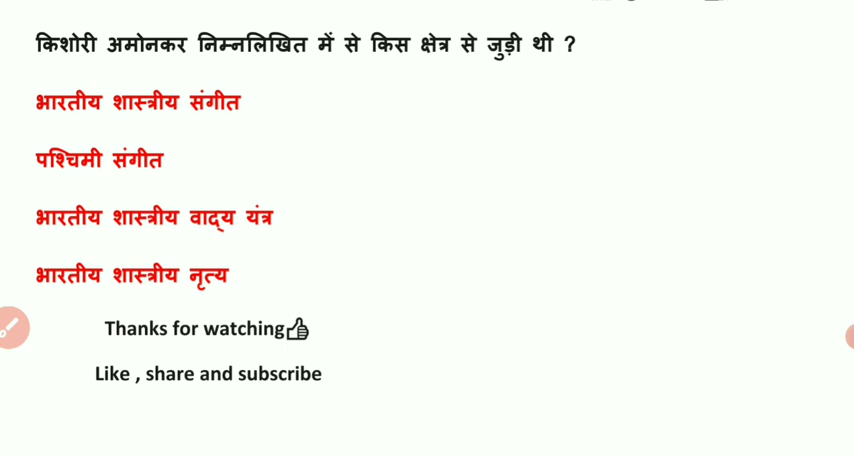 किशोरी अमोनकर निम्नलिखित में से किस क्षेत्र से जुड़ी थी ?
भारतीय शास्त्रीय संगीत
पश्चिमी संगीत
भारतीय शास्त्रीय वाद्य यंत्र
भारतीय शास्त्रीय नृत्य
Thanks for watching
Like , share and subscribe